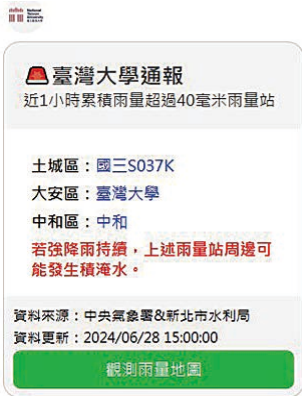 National
Taiwan
University
臺灣大學通報
近1小時累積雨量超過40毫米雨量站
土城區：國三S037K
大安區：臺灣大學
中和區：中和
若強降雨持續，上述雨量站周邊可
能發生積淹水。
資料來源：中央氣象署&新北市水利局
資料更新：2024/06/28 15:00:00
觀測雨量地圖